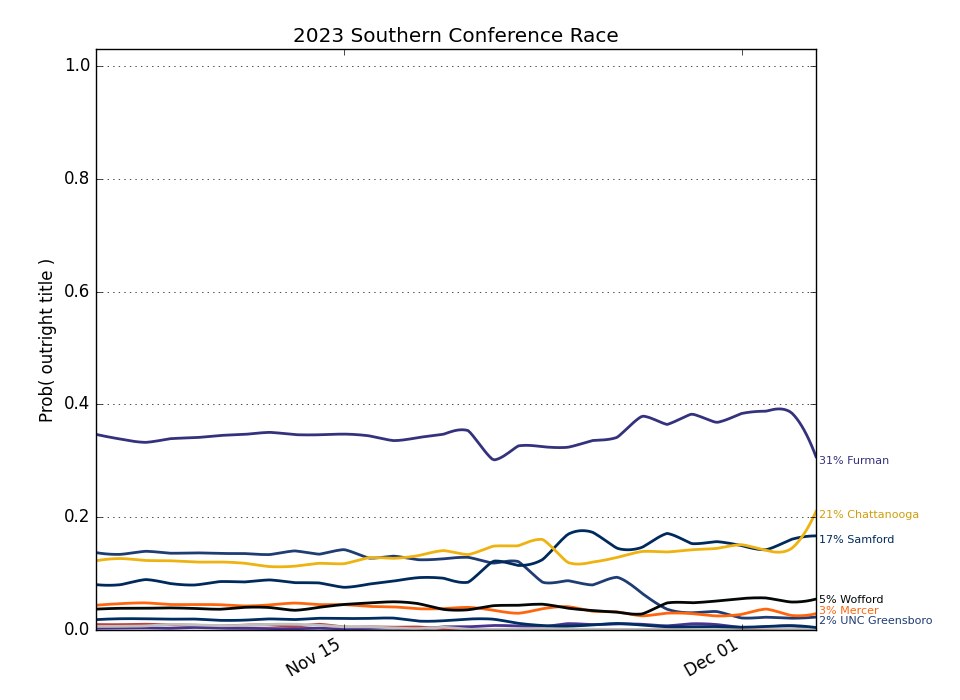 2023 Southern Conference Race
Prob( outright title )
1.0
0.8
0.6
0.4
0.2
0.0
Nov 15
Dec 01
31% Furman
21% Chattanooga
17% Samford
5% Wofford
3% Mercer
2% UNC Greensboro